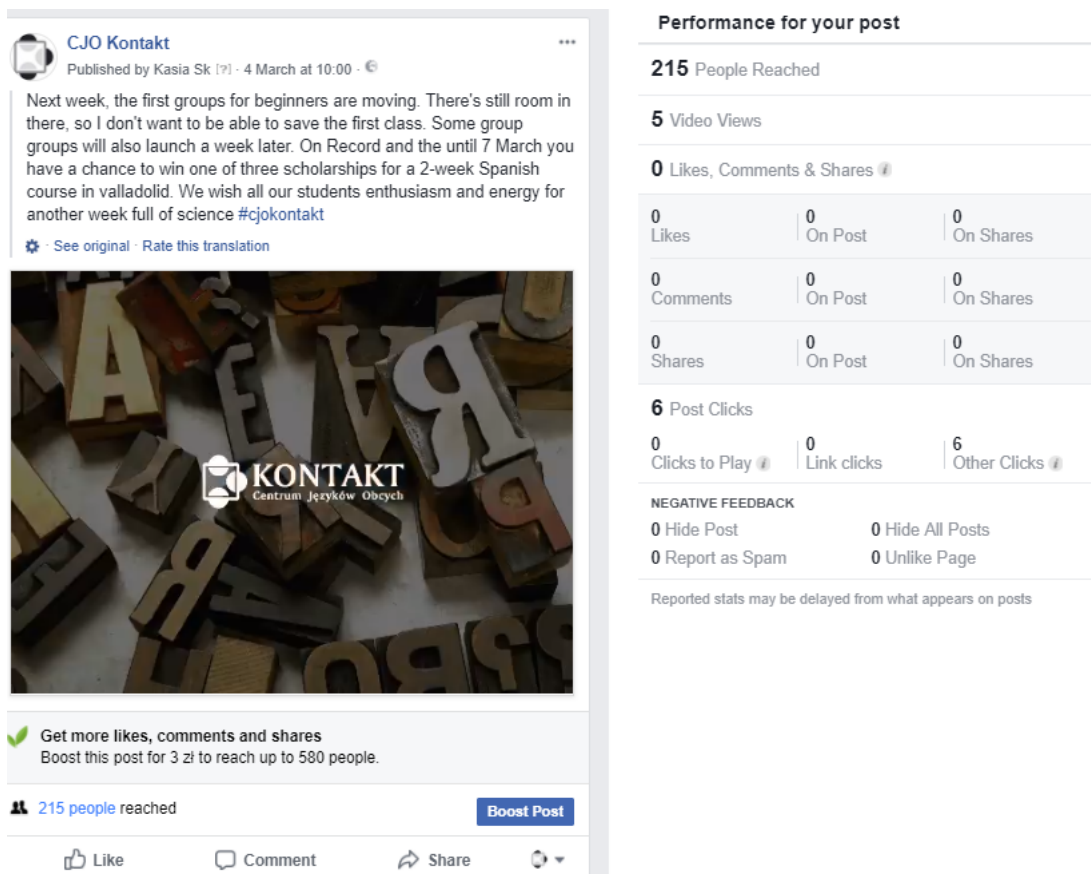 CJO Kontakt
Published by Kasia Sk [?] · 4 March at 10:00 ·
Next week, the first groups for beginners are moving. There's still room in
there, so I don't want to be able to save the first class. Some group
groups will also launch a week later. On Record and the until 7 March you
have a chance to win one of three scholarships for a 2-week Spanish
course in valladolid. We wish all our students enthusiasm and energy for
another week full of science #cjokontakt
· See original · Rate this translation
KONTAKT
Centrum Języków Obcych
Get more likes, comments and shares
Boost this post for 3 zł to reach up to 580 people.
215 people reached
Boost Post
Like Comment Share
Performance for your post
215 People Reached
5 Video Views
0 Likes, Comments & Shares
0 0 0
Likes On Post On Shares
0 0 0
Comments On Post On Shares
0 0 0
Shares On Post On Shares
6 Post Clicks
0 0 6
Clicks to Play Link clicks Other Clicks
NEGATIVE FEEDBACK
0 Hide Post 0 Hide All Posts
0 Report as Spam 0 Unlike Page
Reported stats may be delayed from what appears on posts